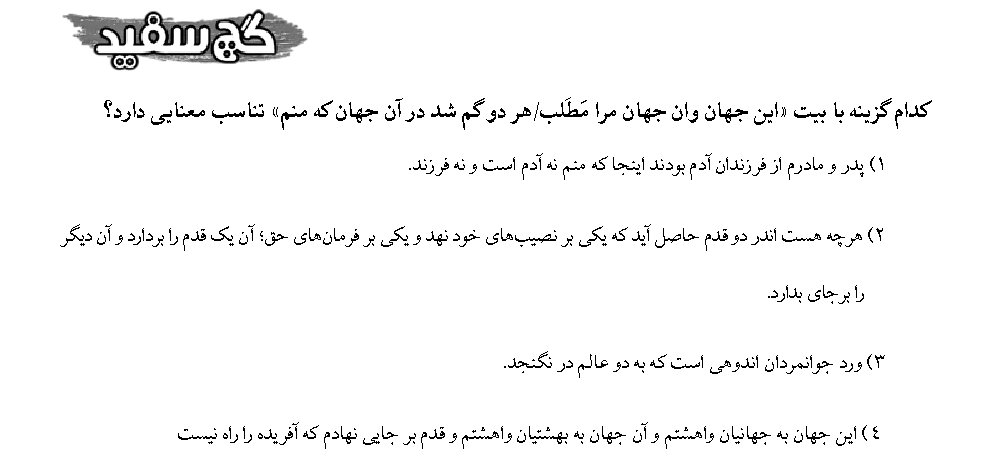 گچ سفید
کدام گزینه با بیت «این جهان وان جهان مرا مَطَلب/هر دو گم شد در آن جهان که منم» تناسب معنایی دارد؟
۱) پدر و مادرم از فرزندان آدم بودند اینجا که منم نه آدم است و نه فرزند.
۲) هرچه هست اندر دو قدم حاصل آید که یکی بر نصیب‌های خود نهد و یکی بر فرمان‌های حق؛ آن یک قدم را بردارد و آن دیگر
را برجای بدارد.
۳) ورد جوانمردان اندوهی است که به دو عالم در نگنجد.
۴) این جهان به جهانیان واهشتم و آن جهان به بهشتیان واهشتم و قدم بر جایی نهادم که آفریده را راه نیست